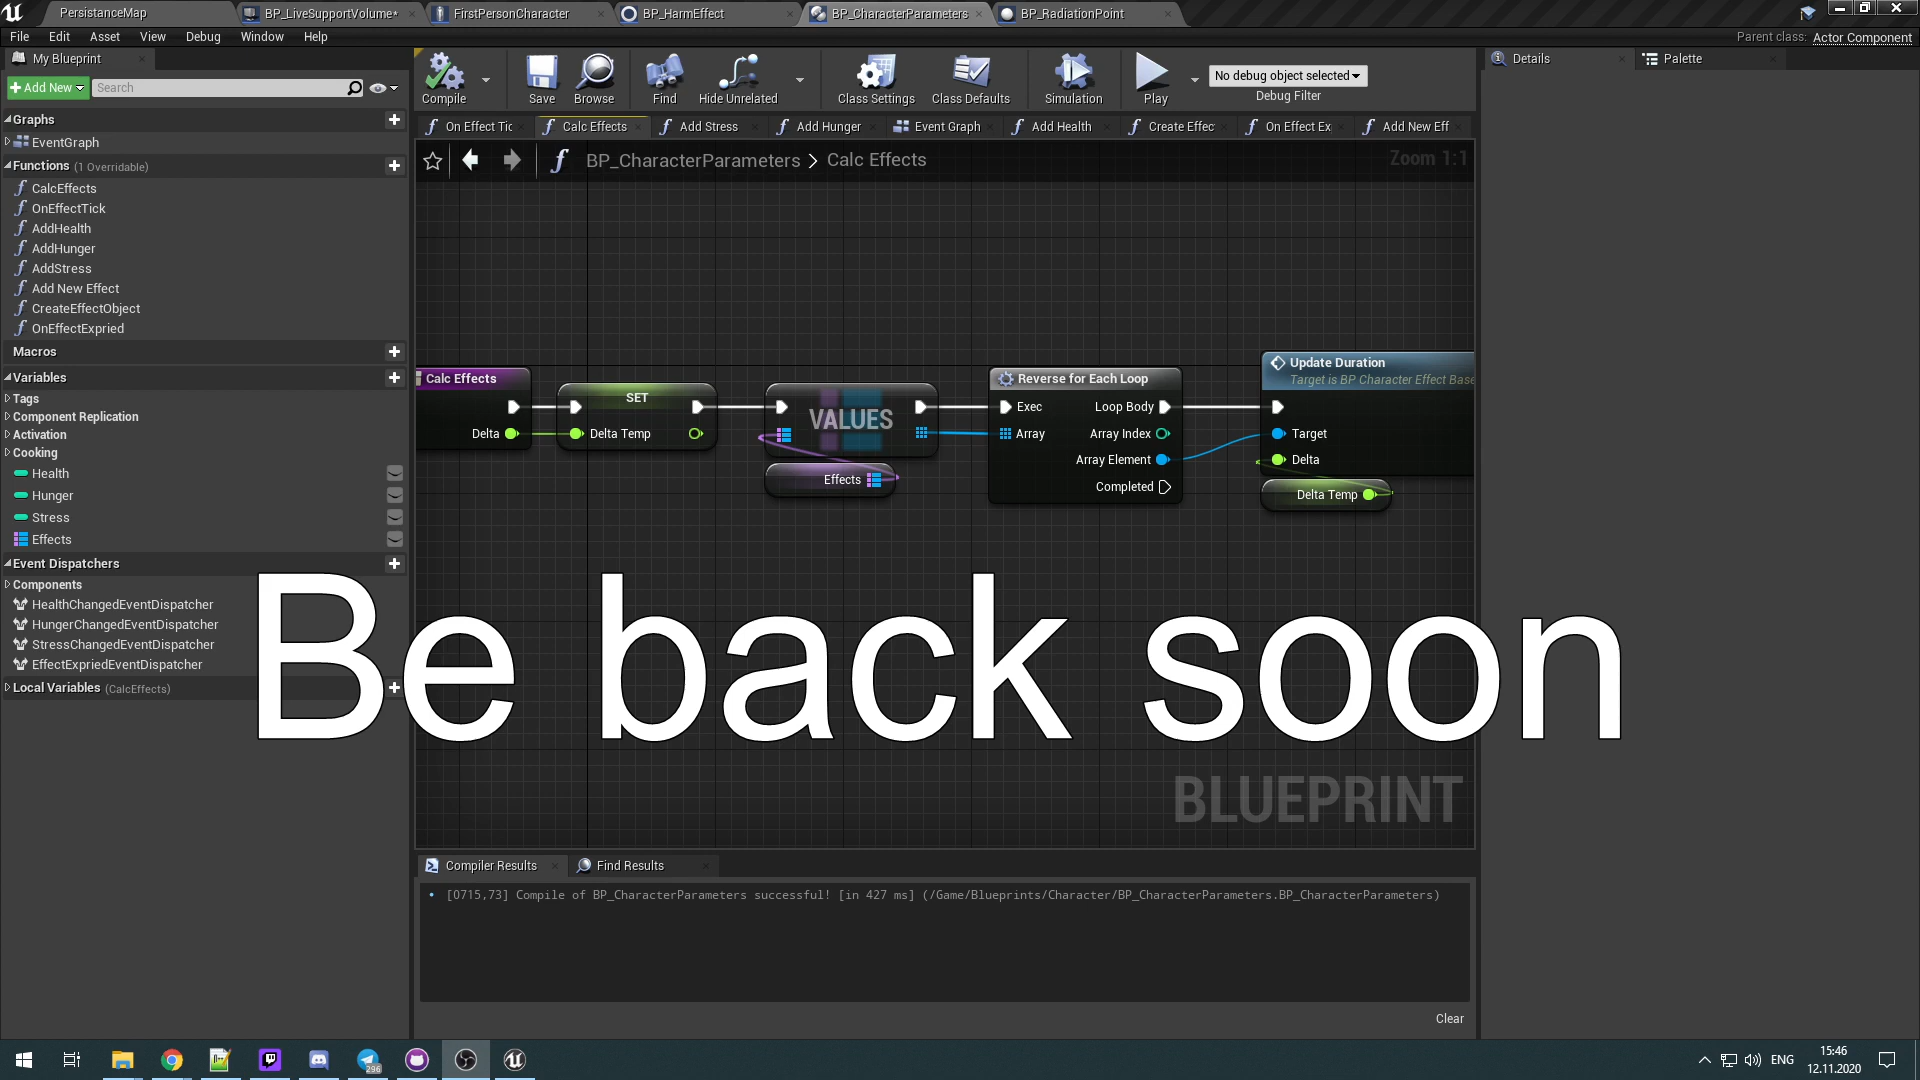 PersistanceMap
BP_LiveSupportVolume*
FirstPersonCharacter
BP_HarmEffect
BP_CharacterParameters
BP_RadiationPoint
File Edit Asset View Debug Window Help
Parent class: Actor Component
My Blueprint
Add New
Search
Compile
Save
Browse
Find
Hide Unrelated
Class Settings
Class Defaults
Simulation
Play
No debug object selected
Debug Filter
Details
Palette
On Effect Tic
Calc Effects
Add Stress
Add Hunger
Event Graph
Add Health
Create Effec
On Effect Ex
Add New Eff
BP_CharacterParameters > Calc Effects
Zoom 1:1
Graphs
EventGraph
Functions (1 Overridable)
CalcEffects
OnEffectTick
AddHealth
AddHunger
AddStress
Add New Effect
CreateEffectObject
OnEffectExpried
Macros
Variables
Tags
Component Replication
Activation
Cooking
Health
Hunger
Stress
Effects
Event Dispatchers
Components
HealthChangedEventDispatcher
HungerChangedEventDispatcher
StressChangedEventDispatcher
EffectExpriedEventDispatcher
Local Variables (CalcEffects)
Calc Effects
Delta
SET
Delta Temp
VALUES
Effects
Reverse for Each Loop
Exec Loop Body
Array Array Index
Array Element
Completed
Update Duration
Target is BP Character Effect Base
Target
Delta
Delta Temp
Be back soon
BLUEPRINT
Compiler Results
Find Results
[0715,73] Compile of BP_CharacterParameters successful! [in 427 ms] (/Game/Blueprints/Character/BP_CharacterParameters.BP_CharacterParameters)
Clear
296
ENG
15:46
12.11.2020